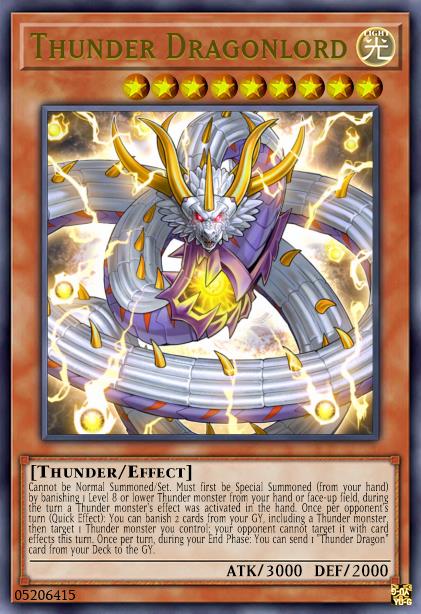 THUNDER DRAGONLORD
LIGHT
光
[THUNDER/EFFECT]
Cannot be Normal Summoned/Set. Must first be Special Summoned (from your hand)
by banishing 1 Level 8 or lower Thunder monster from your hand or face-up field, during
the turn a Thunder monster's effect was activated in the hand. Once per opponent's
turn (Quick Effect): You can banish 2 cards from your GY, including a Thunder monster,
then target 1 Thunder monster you control; your opponent cannot target it with card
effects this turn. Once per turn, during your End Phase: You can send 1 "Thunder Dragon"
card from your Deck to the GY.
ATK/3000 DEF/2000
05206415